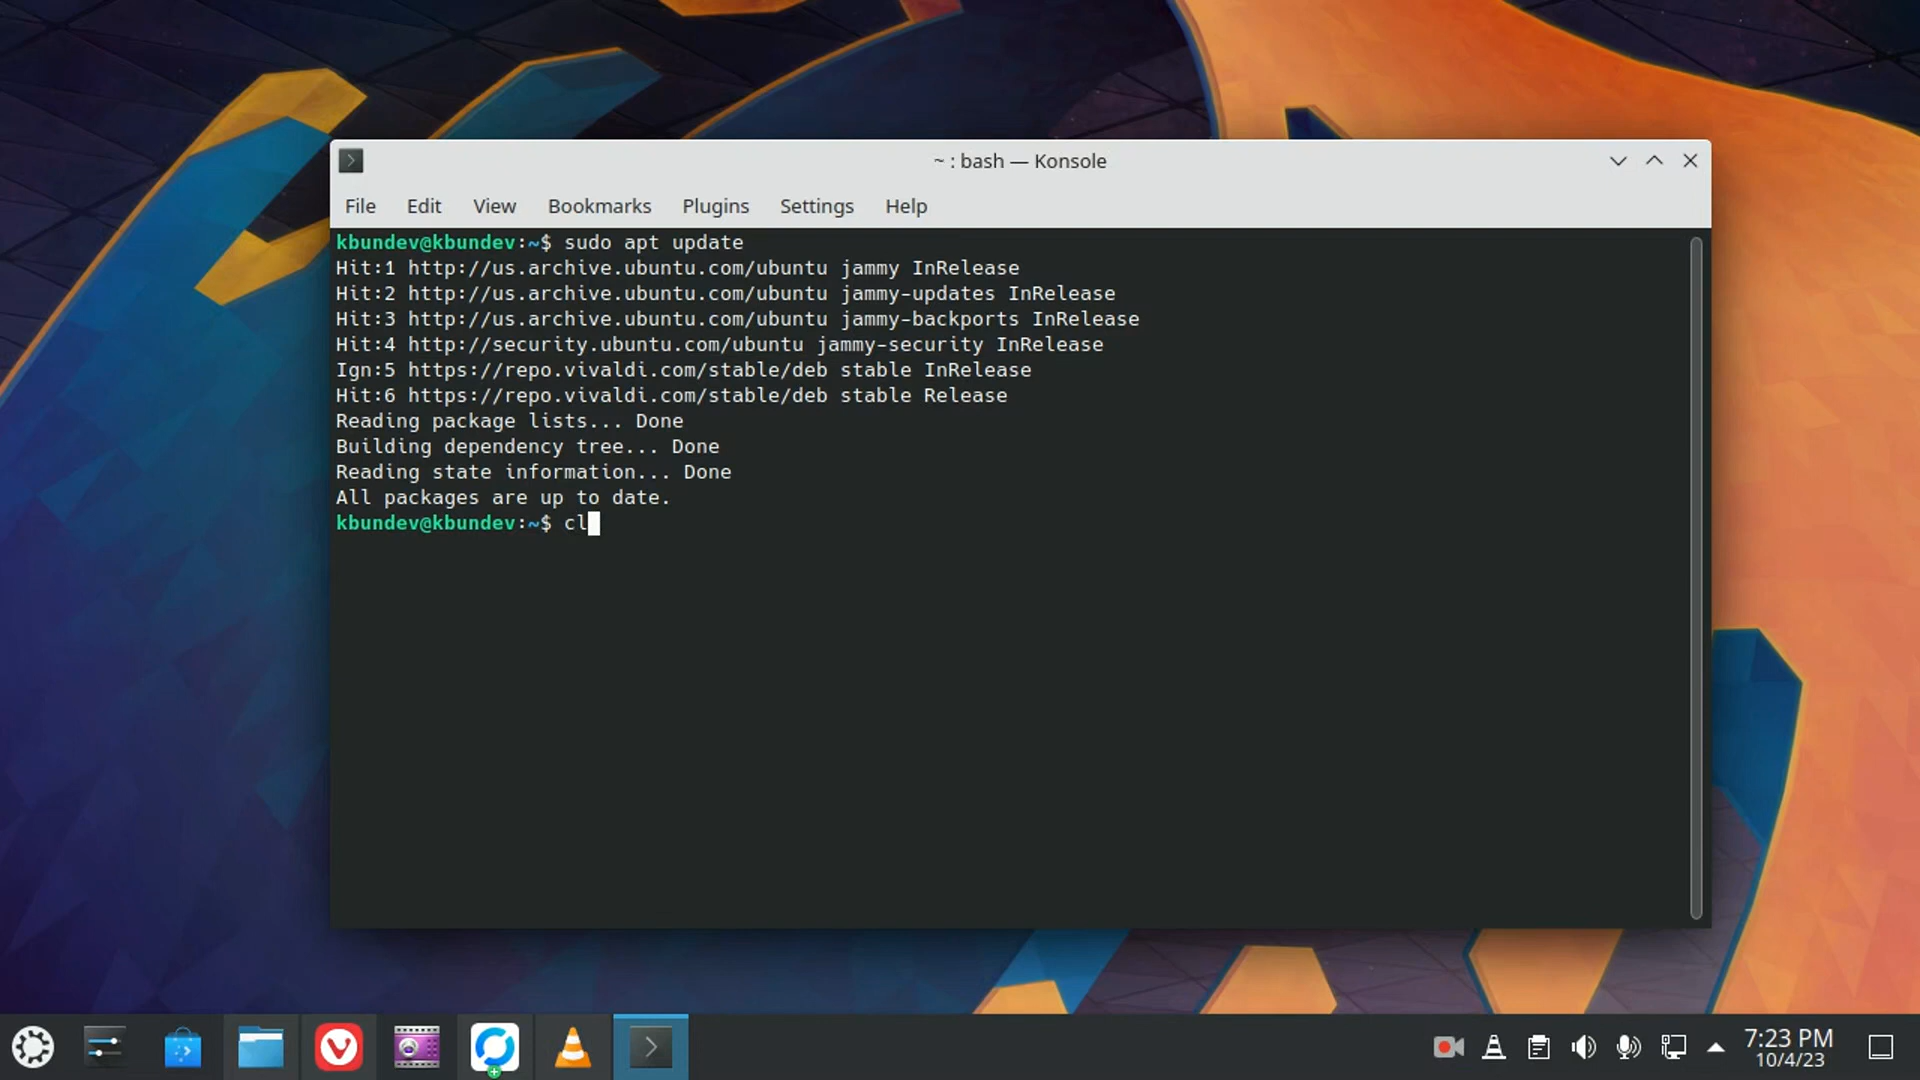 ~ : bash — Konsole
File Edit View Bookmarks Plugins Settings Help
kbundev@kbundev:~$ sudo apt update
Hit:1 http://us.archive.ubuntu.com/ubuntu jammy InRelease
Hit:2 http://us.archive.ubuntu.com/ubuntu jammy-updates InRelease
Hit:3 http://us.archive.ubuntu.com/ubuntu jammy-backports InRelease
Hit:4 http://security.ubuntu.com/ubuntu jammy-security InRelease
Ign:5 https://repo.vivaldi.com/stable/deb stable InRelease
Hit:6 https://repo.vivaldi.com/stable/deb stable Release
Reading package lists... Done
Building dependency tree... Done
Reading state information... Done
All packages are up to date.
kbundev@kbundev:~$ cl
7:23 PM
10/4/23